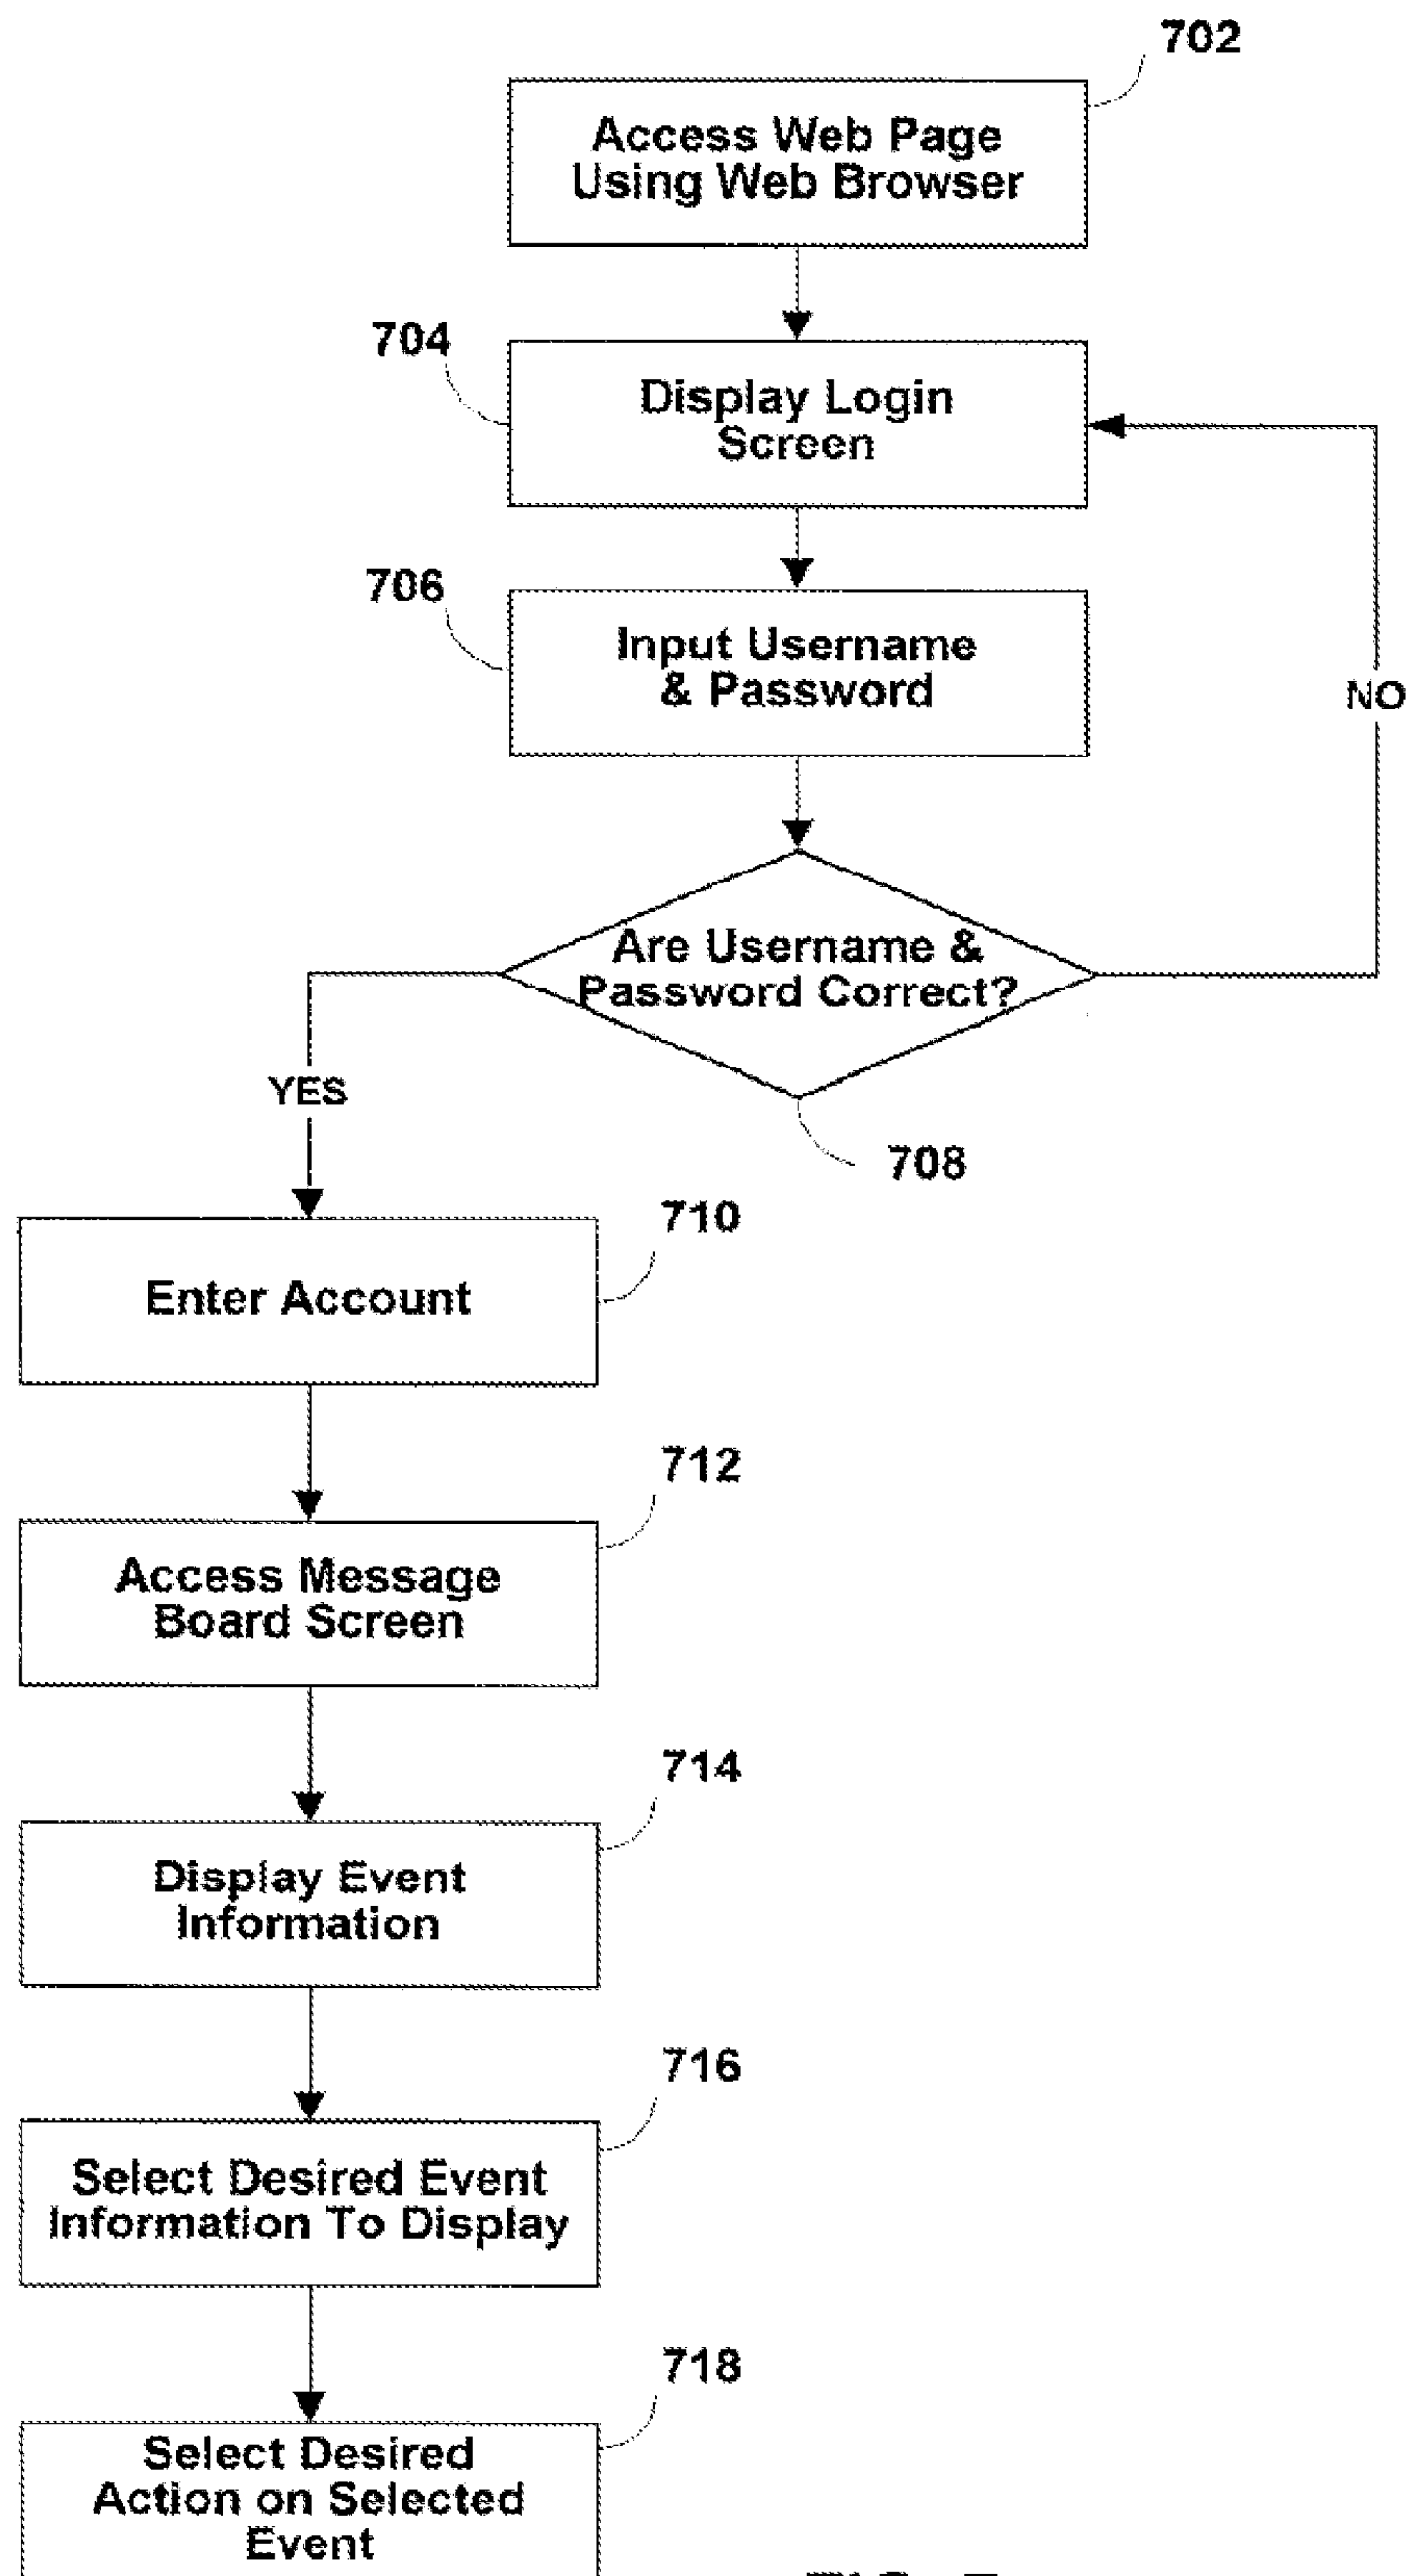 702
Access Web Page
Using Web Browser
704
Display Login
Screen
706
Input Username
& Password
NO
Are Username &
Password Correct?
YES
708
710
Enter Account
712
Access Message
Board Screen
714
Display Event
Information
716
Select Desired Event
Information To Display
718
Select Desired
Action on Selected
Event